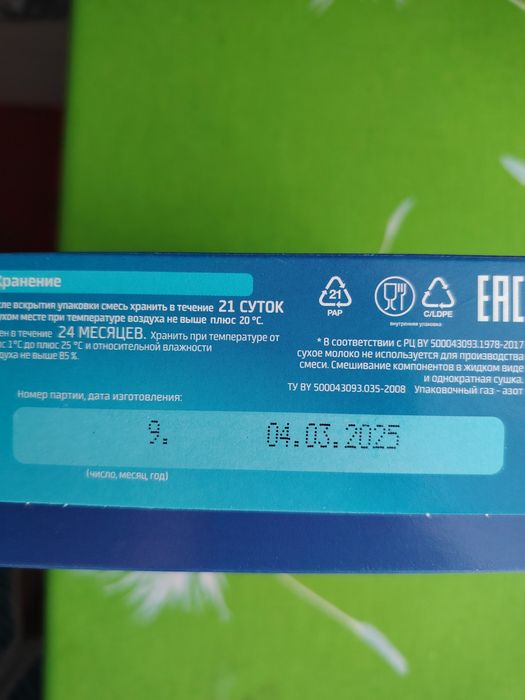 Хранение
после вскрытия упаковки смесь хранить в течение 21 СУТОК
сухом месте при температуре воздуха не выше плюс 20 °С.
в течение 24 МЕСЯЦЕВ. Хранить при температуре от
1°С до плюс 25 °С и относительной влажности
воздуха не выше 85 %.
21
PAP
внутренняя упаковка
C/LDPE
EAC
* В соответствии с РЦ BY 500043093.1978-2017
сухое молоко не используется для производства
смеси. Смешивание компонентов в жидком виде
и однократная сушка.
ТУ BY 500043093.035-2008 Упаковочный газ - азот
Номер партии, дата изготовления:
9. 04.03.2025
(число, месяц, год)